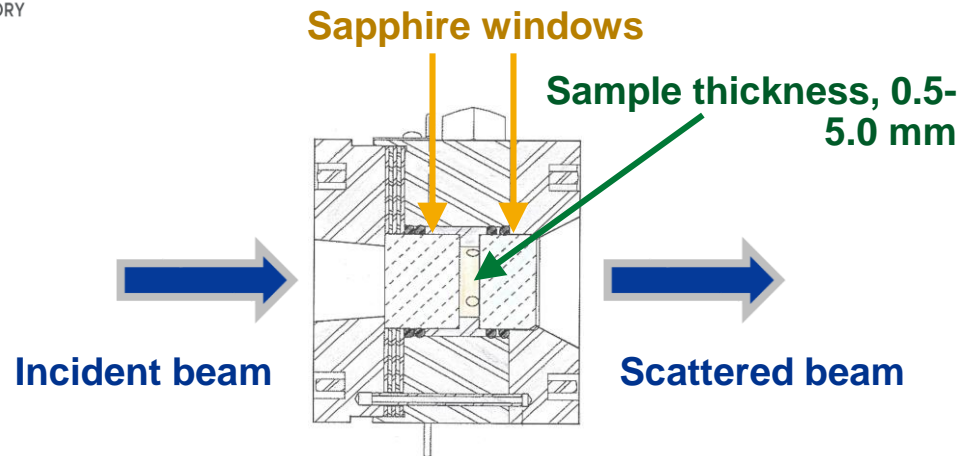 ORY
Sapphire windows
Sample thickness, 0.5-
5.0 mm
Incident beam
Scattered beam